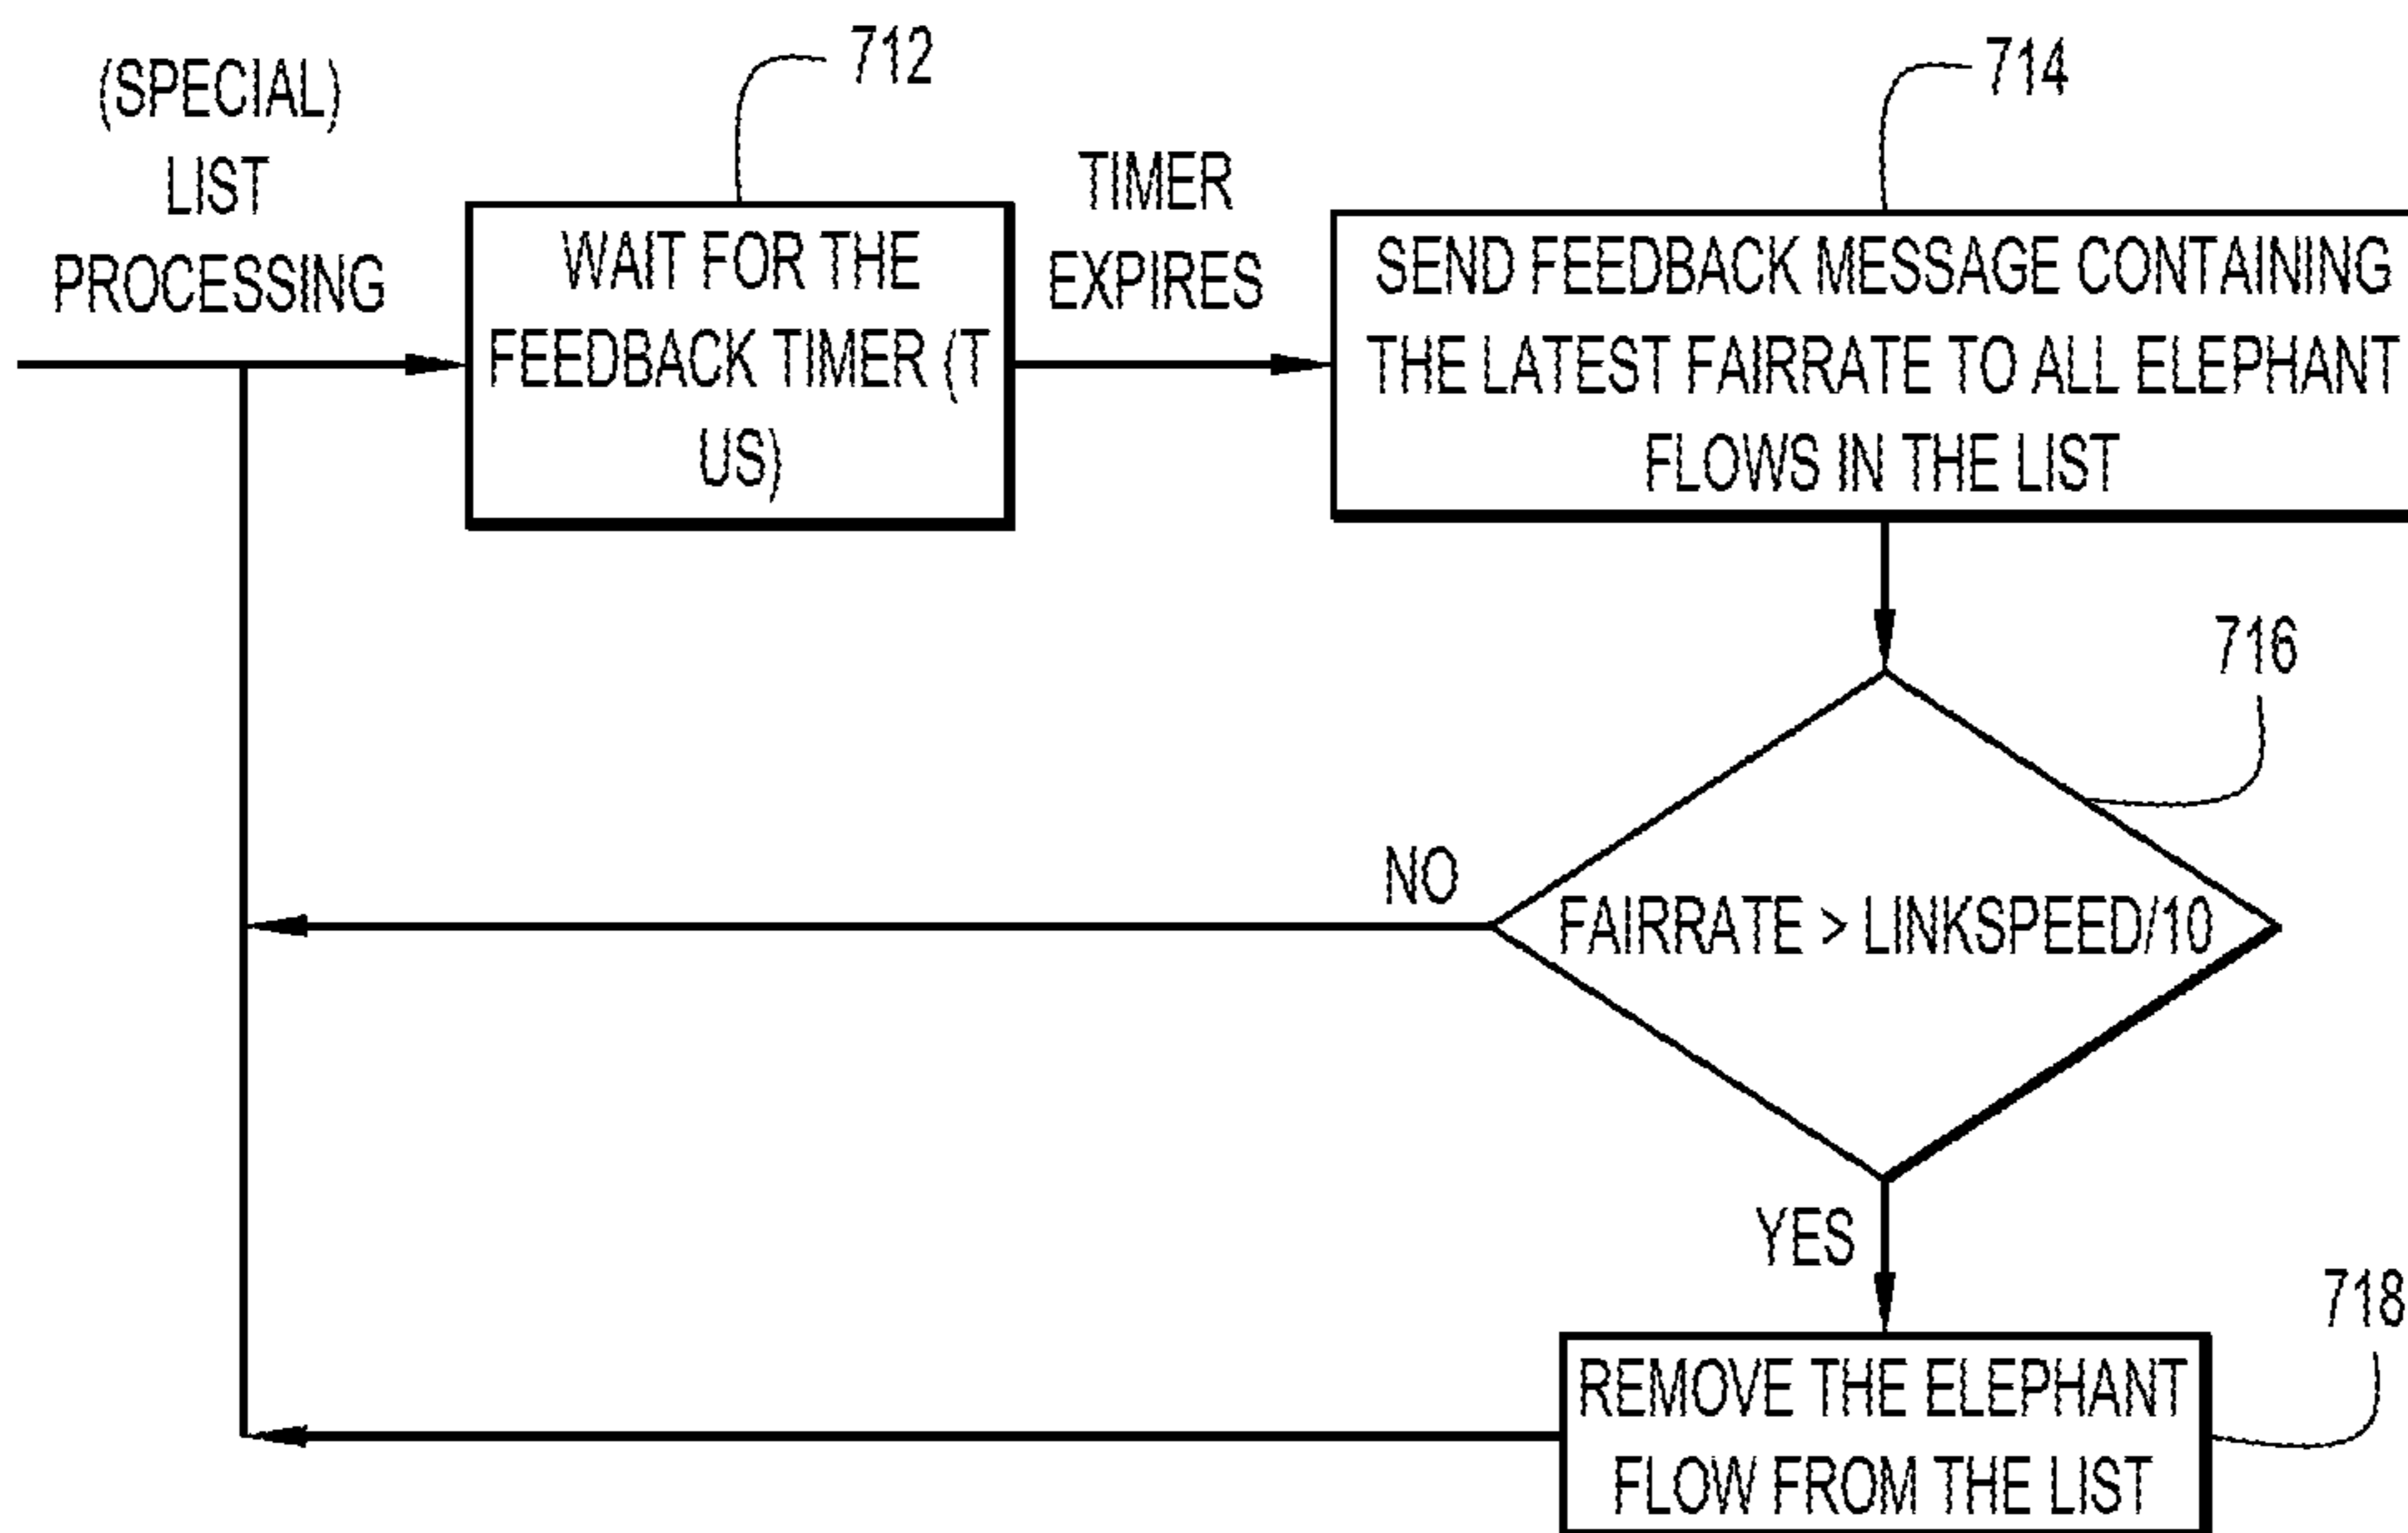 (SPECIAL)
LIST
PROCESSING
712
WAIT FOR THE
FEEDBACK TIMER (T
US)
TIMER
EXPIRES
714
SEND FEEDBACK MESSAGE CONTAINING
THE LATEST FAIRRATE TO ALL ELEPHANT
FLOWS IN THE LIST
716
FAIRRATE > LINKSPEED/10
NO
YES
718
REMOVE THE ELEPHANT
FLOW FROM THE LIST